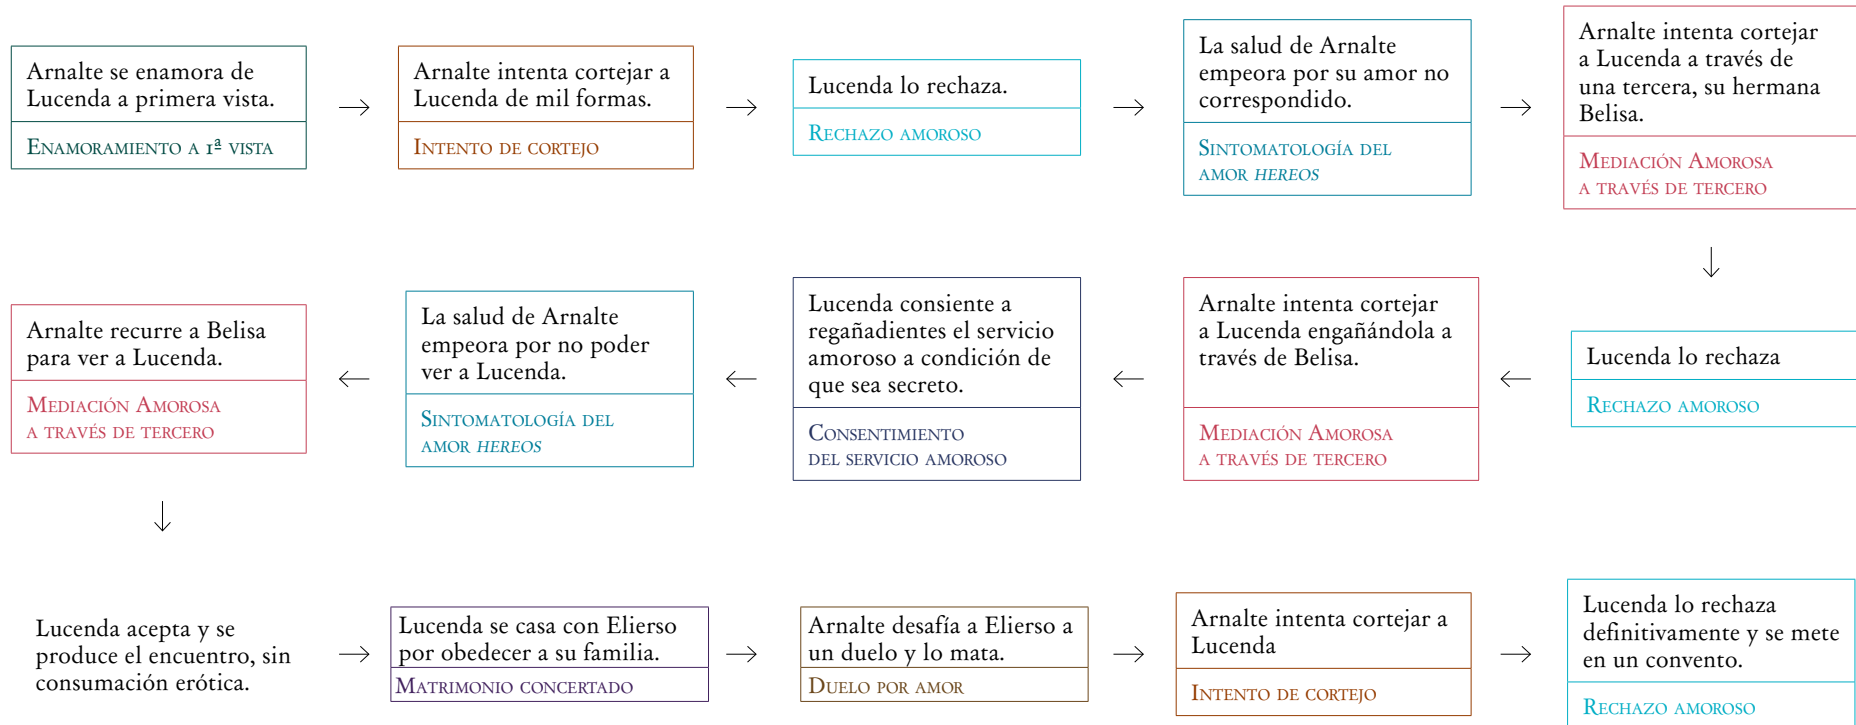 Arnalte se enamora de
Lucenda a primera vista.
Enamoramiento a 1ª vista
Arnalte intenta cortejar a
Lucenda de mil formas.
Intento de cortejo
Lucenda lo rechaza.
Rechazo amoroso
La salud de Arnalte
empeora por su amor no
correspondido.
Sintomatología del
amor hereos
Arnalte intenta cortejar
a Lucenda a través de
una tercera, su hermana
Belisa.
Mediación Amorosa
a través de tercero
Lucenda lo rechaza
Rechazo amoroso
Arnalte intenta cortejar
a Lucenda engañándola a
través de Belisa.
Mediación Amorosa
a través de tercero
Lucenda consiente a
regañadientes el servicio
amoroso a condición de
que sea secreto.
Consentimiento
del servicio amoroso
La salud de Arnalte
empeora por no poder
ver a Lucenda.
Sintomatología del
amor hereos
Arnalte recurre a Belisa
para ver a Lucenda.
Mediación Amorosa
a través de tercero
Lucenda acepta y se
produce el encuentro, sin
consumación erótica.
Lucenda se casa con Elierso
por obedecer a su familia.
Matrimonio concertado
Arnalte desafía a Elierso a
un duelo y lo mata.
Duelo por amor
Arnalte intenta cortejar a
Lucenda
Intento de cortejo
Lucenda lo rechaza
definitivamente y se mete
en un convento.
Rechazo amoroso